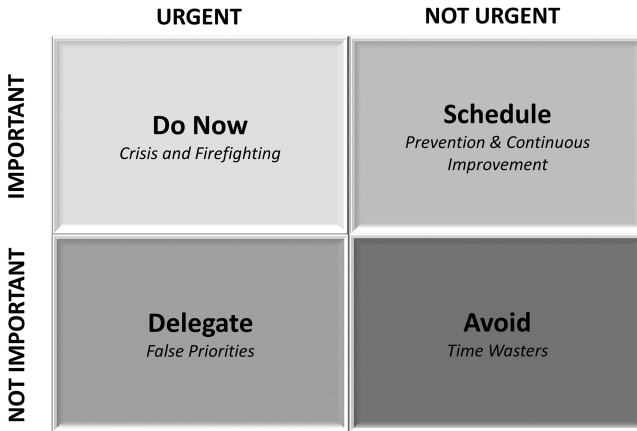 URGENT
NOT URGENT
IMPORTANT
Do Now
Crisis and Firefighting
Schedule
Prevention & Continuous
Improvement
NOT IMPORTANT
Delegate
False Priorities
Avoid
Time Wasters